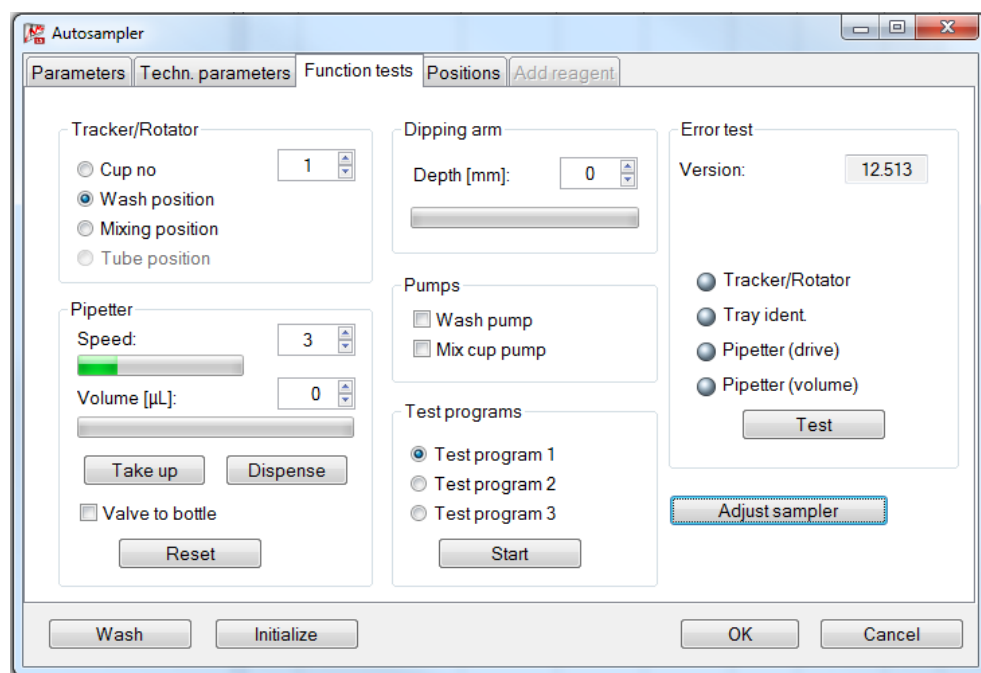 Autosampler
Parameters Techn. parameters Function tests Positions Add reagent
Tracker/Rotator
Cup no 1
Wash position
Mixing position
Tube position
Pipetter
Speed: 3
Volume [µL]: 0
Take up Dispense
Valve to bottle
Reset
Dipping arm
Depth [mm]: 0
Pumps
Wash pump
Mix cup pump
Test programs
Test program 1
Test program 2
Test program 3
Start
Error test
Version: 12.513
Tracker/Rotator
Tray ident.
Pipetter (drive)
Pipetter (volume)
Test
Adjust sampler
Wash Initialize OK Cancel